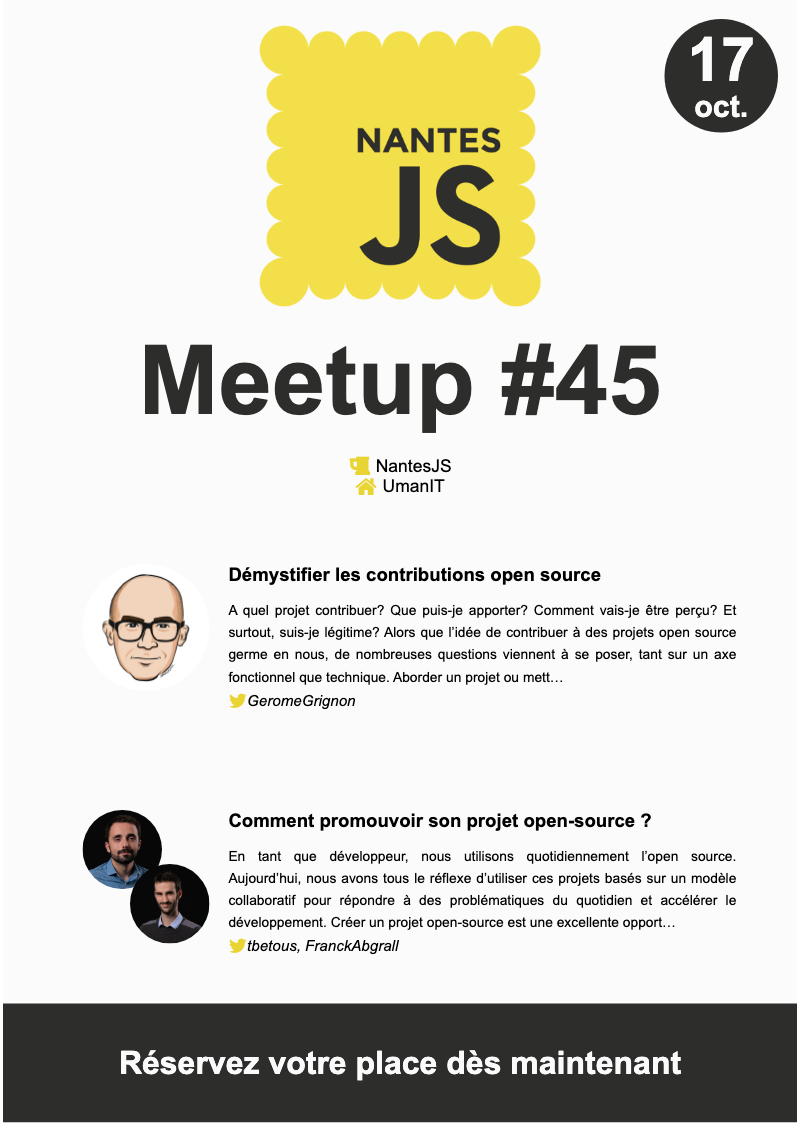 17
oct.
NANTES
JS
Meetup #45
NantesJS
UmanIT
Démystifier les contributions open source
A quel projet contribuer? Que puis-je apporter? Comment vais-je être perçu? Et
surtout, suis-je légitime? Alors que l’idée de contribuer à des projets open source
germe en nous, de nombreuses questions viennent à se poser, tant sur un axe
fonctionnel que technique. Aborder un projet ou mett…
GeromeGrignon
Comment promouvoir son projet open-source ?
En tant que développeur, nous utilisons quotidiennement l’open source.
Aujourd’hui, nous avons tous le réflexe d’utiliser ces projets basés sur un modèle
collaboratif pour répondre à des problématiques du quotidien et accélérer le
développement. Créer un projet open-source est une excellente opport…
tbetous, FranckAbgrall
Réservez votre place dès maintenant